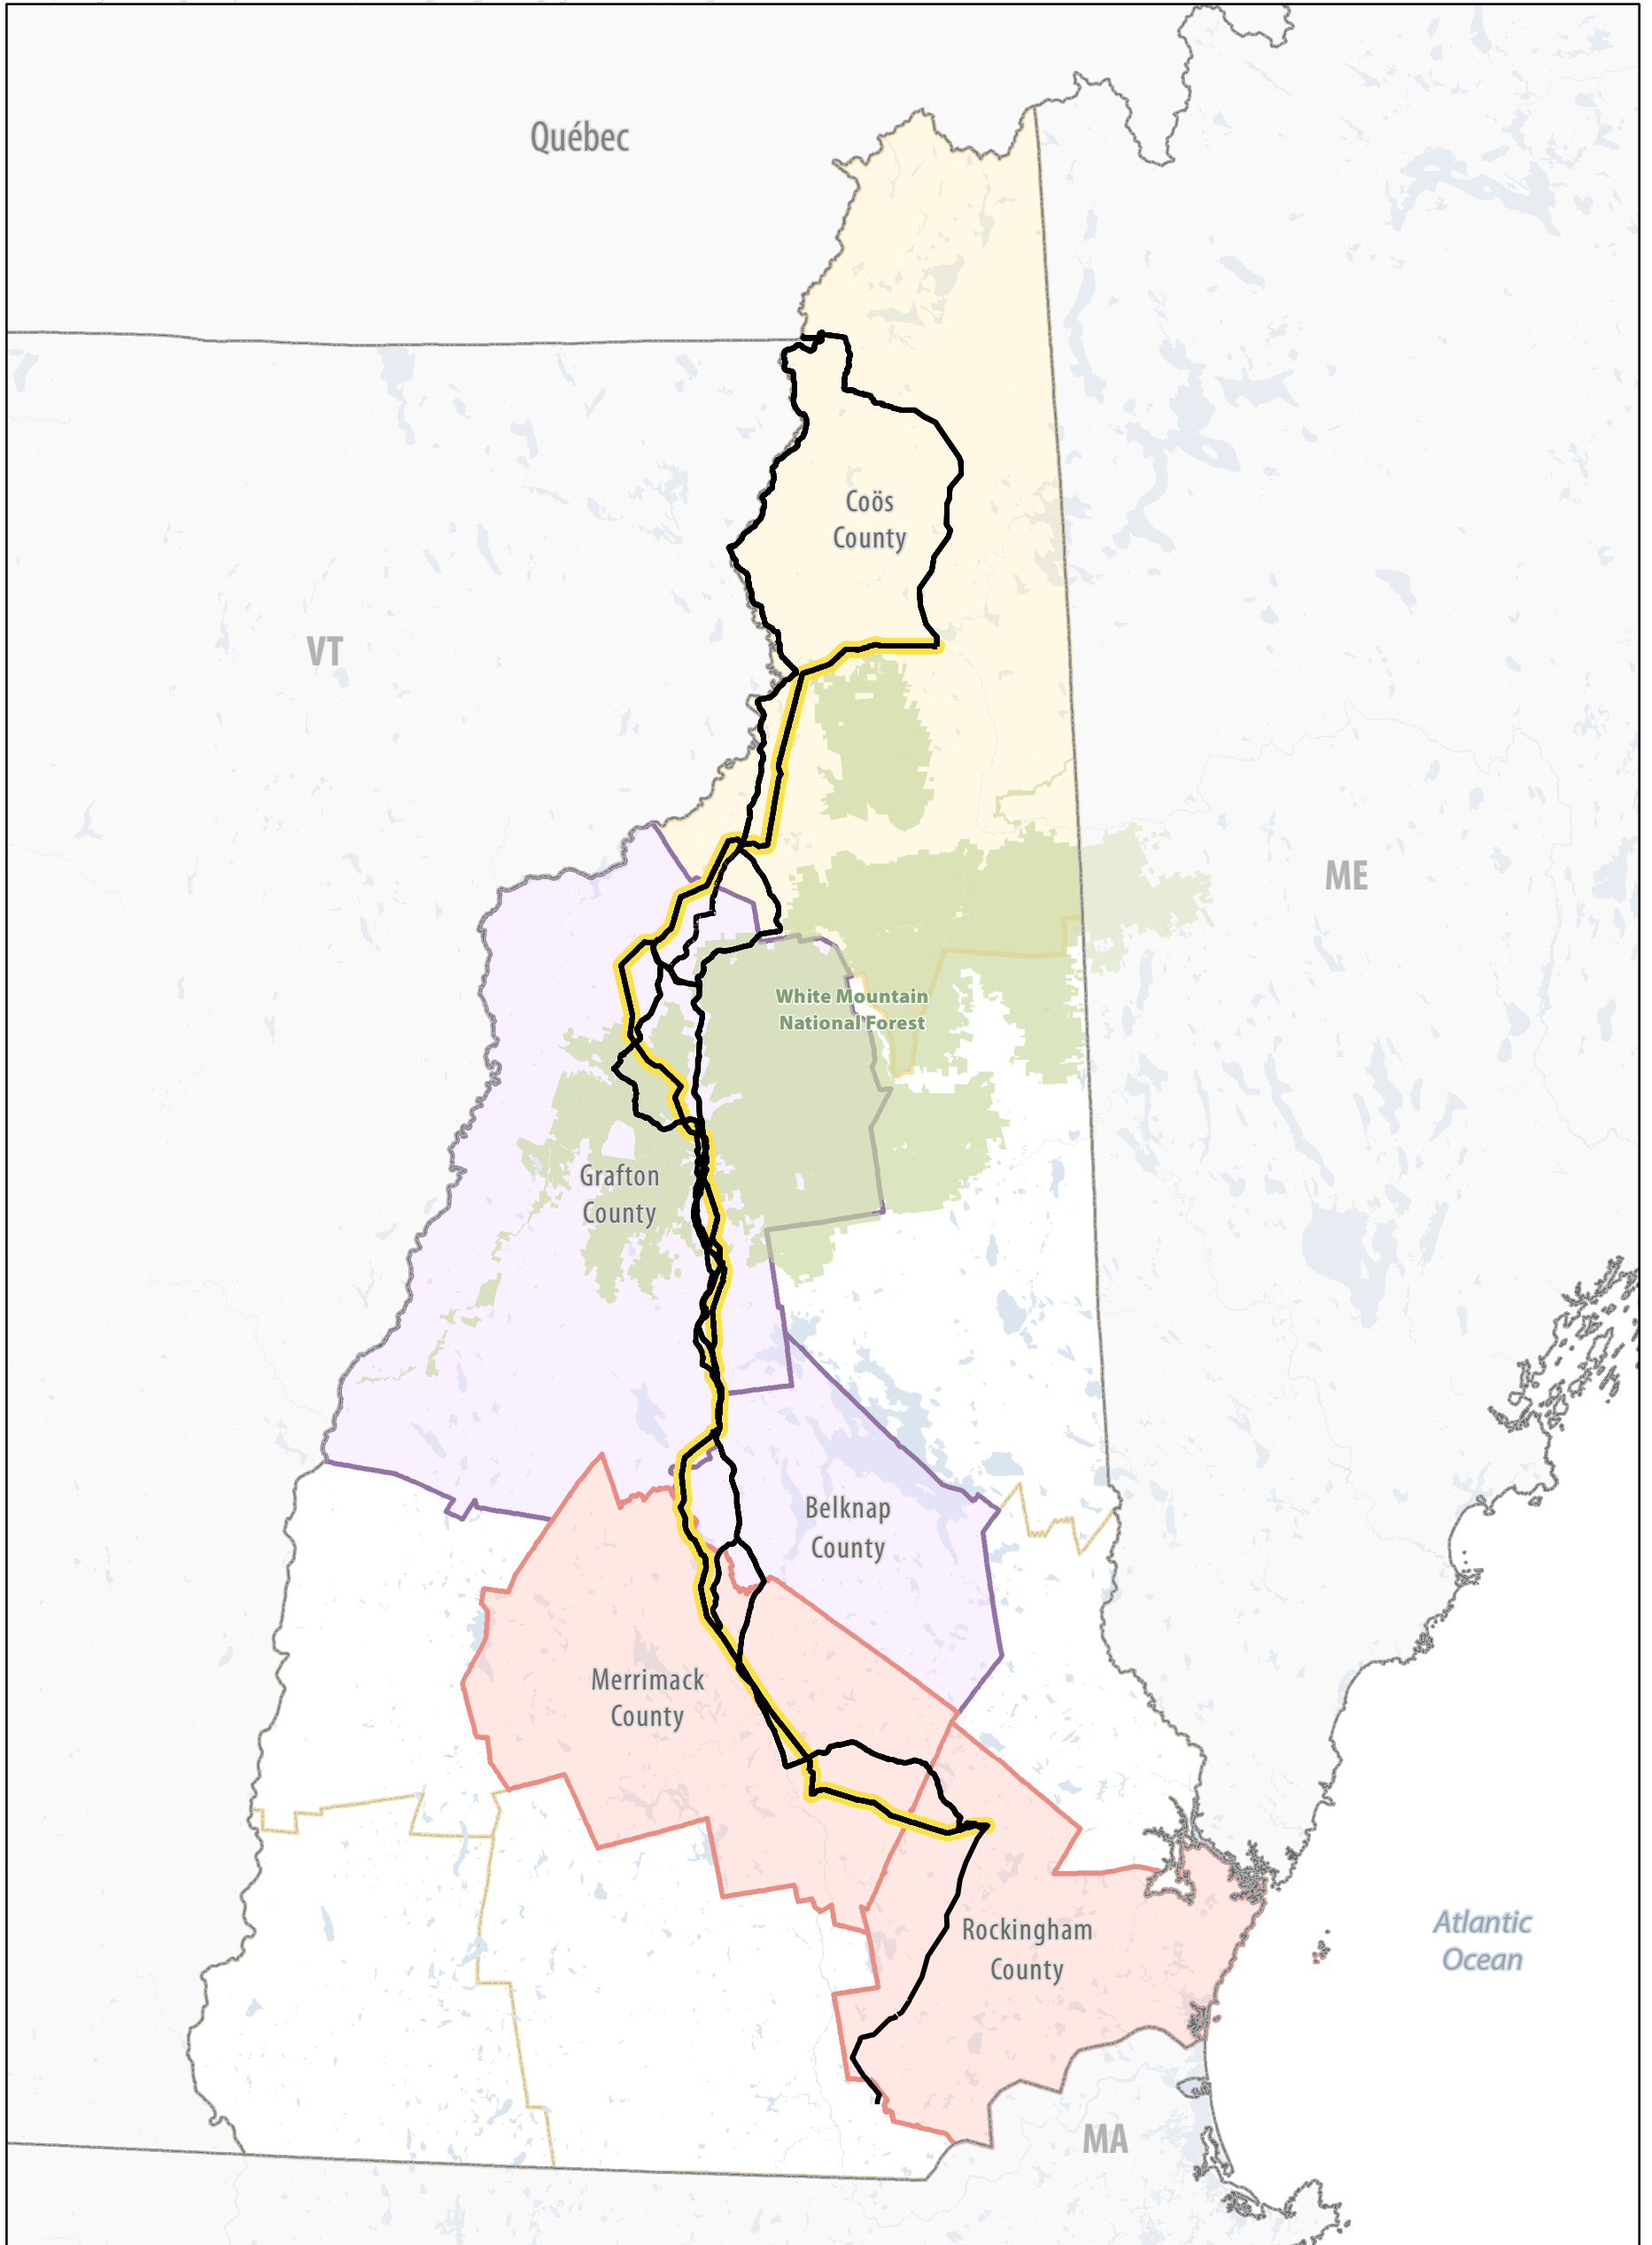 Québec
Coös
County
VT
ME
White Mountain
National Forest
Grafton
County
Belknap
County
Merrimack
County
Rockingham
County
Atlantic
Ocean
MA